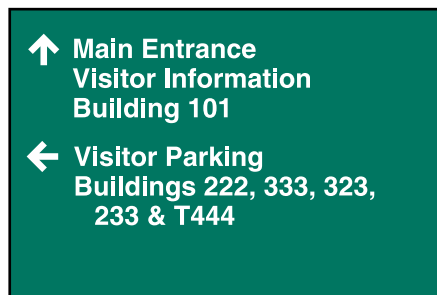 Main Entrance
Visitor Information
Building 101
Visitor Parking
Buildings 222, 333, 323,
233 & T444